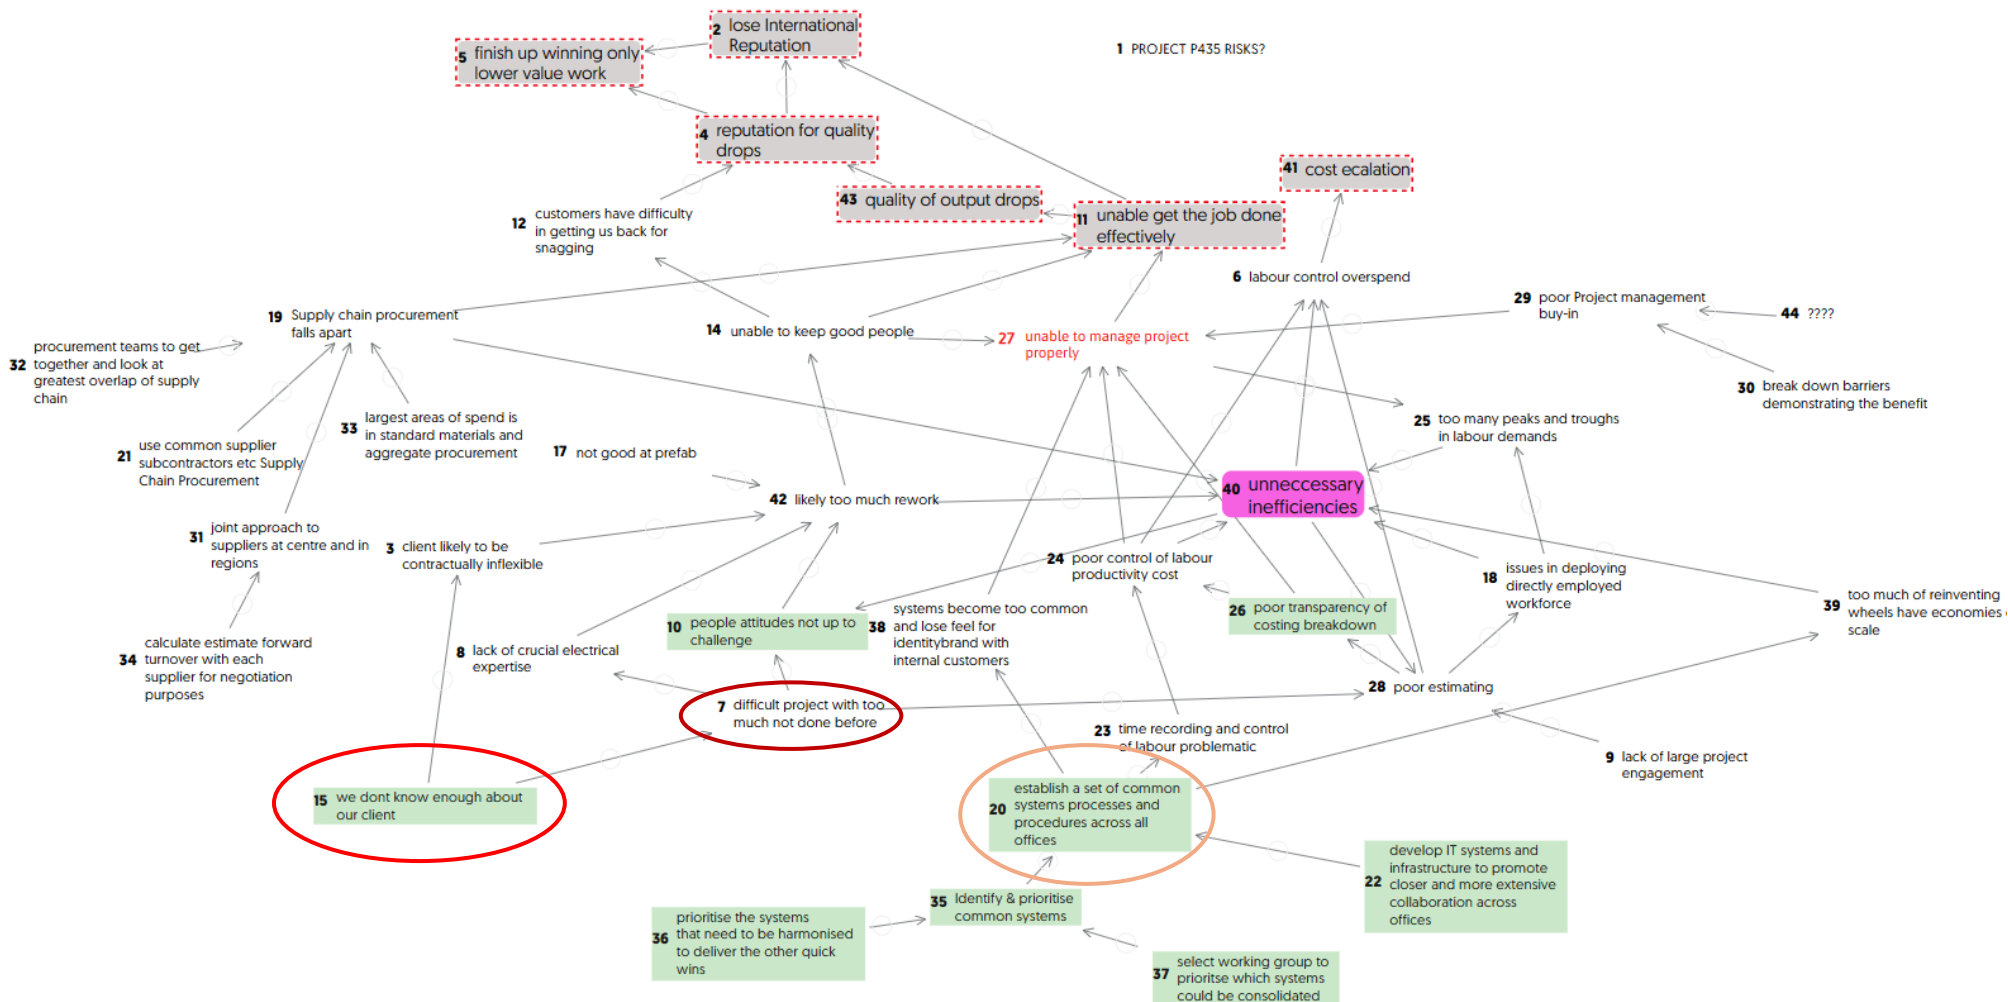 2 lose International
Reputation
1 PROJECT P435 RISKS?
5 finish up winning only
lower value work
4 reputation for quality
drops
41 cost ecalation
43 quality of output drops
11 unable get the job done
effectively
12 customers have difficulty
in getting us back for
snagging
6 labour control overspend
29 poor Project management
buy-in
44 ????
19 Supply chain procurement
falls apart
14 unable to keep good people
27 unable to manage project
properly
32 procurement teams to get
together and look at
greatest overlap of supply
chain
30 break down barriers
demonstrating the benefit
33 largest areas of spend is
in standard materials and
aggregate procurement
25 too many peaks and troughs
in labour demands
21 use common supplier
subcontractors etc Supply
Chain Procurement
17 not good at prefab
42 likely too much rework
40 unneccessary
inefficiencies
31 joint approach to
suppliers at centre and in
regions
3 client likely to be
contractually inflexible
24 poor control of labour
productivity cost
18 issues in deploying
directly employed
workforce
39 too much of reinventing
wheels have economies
scale
26 poor transparency of
costing breakdown
10 people attitudes not up to
challenge
38 systems become too common
and lose feel for
identitybrand with
internal customers
34 calculate estimate forward
turnover with each
supplier for negotiation
purposes
8 lack of crucial electrical
expertise
28 poor estimating
7 difficult project with too
much not done before
23 time recording and control
of labour problematic
9 lack of large project
engagement
15 we dont know enough about
our client
20 establish a set of common
systems processes and
procedures across all
offices
22 develop IT systems and
infrastructure to promote
closer and more extensive
collaboration across
offices
35 Identify & prioritise
common systems
36 prioritise the systems
that need to be harmonised
to deliver the other quick
wins
37 select working group to
prioritse which systems
could be consolidated